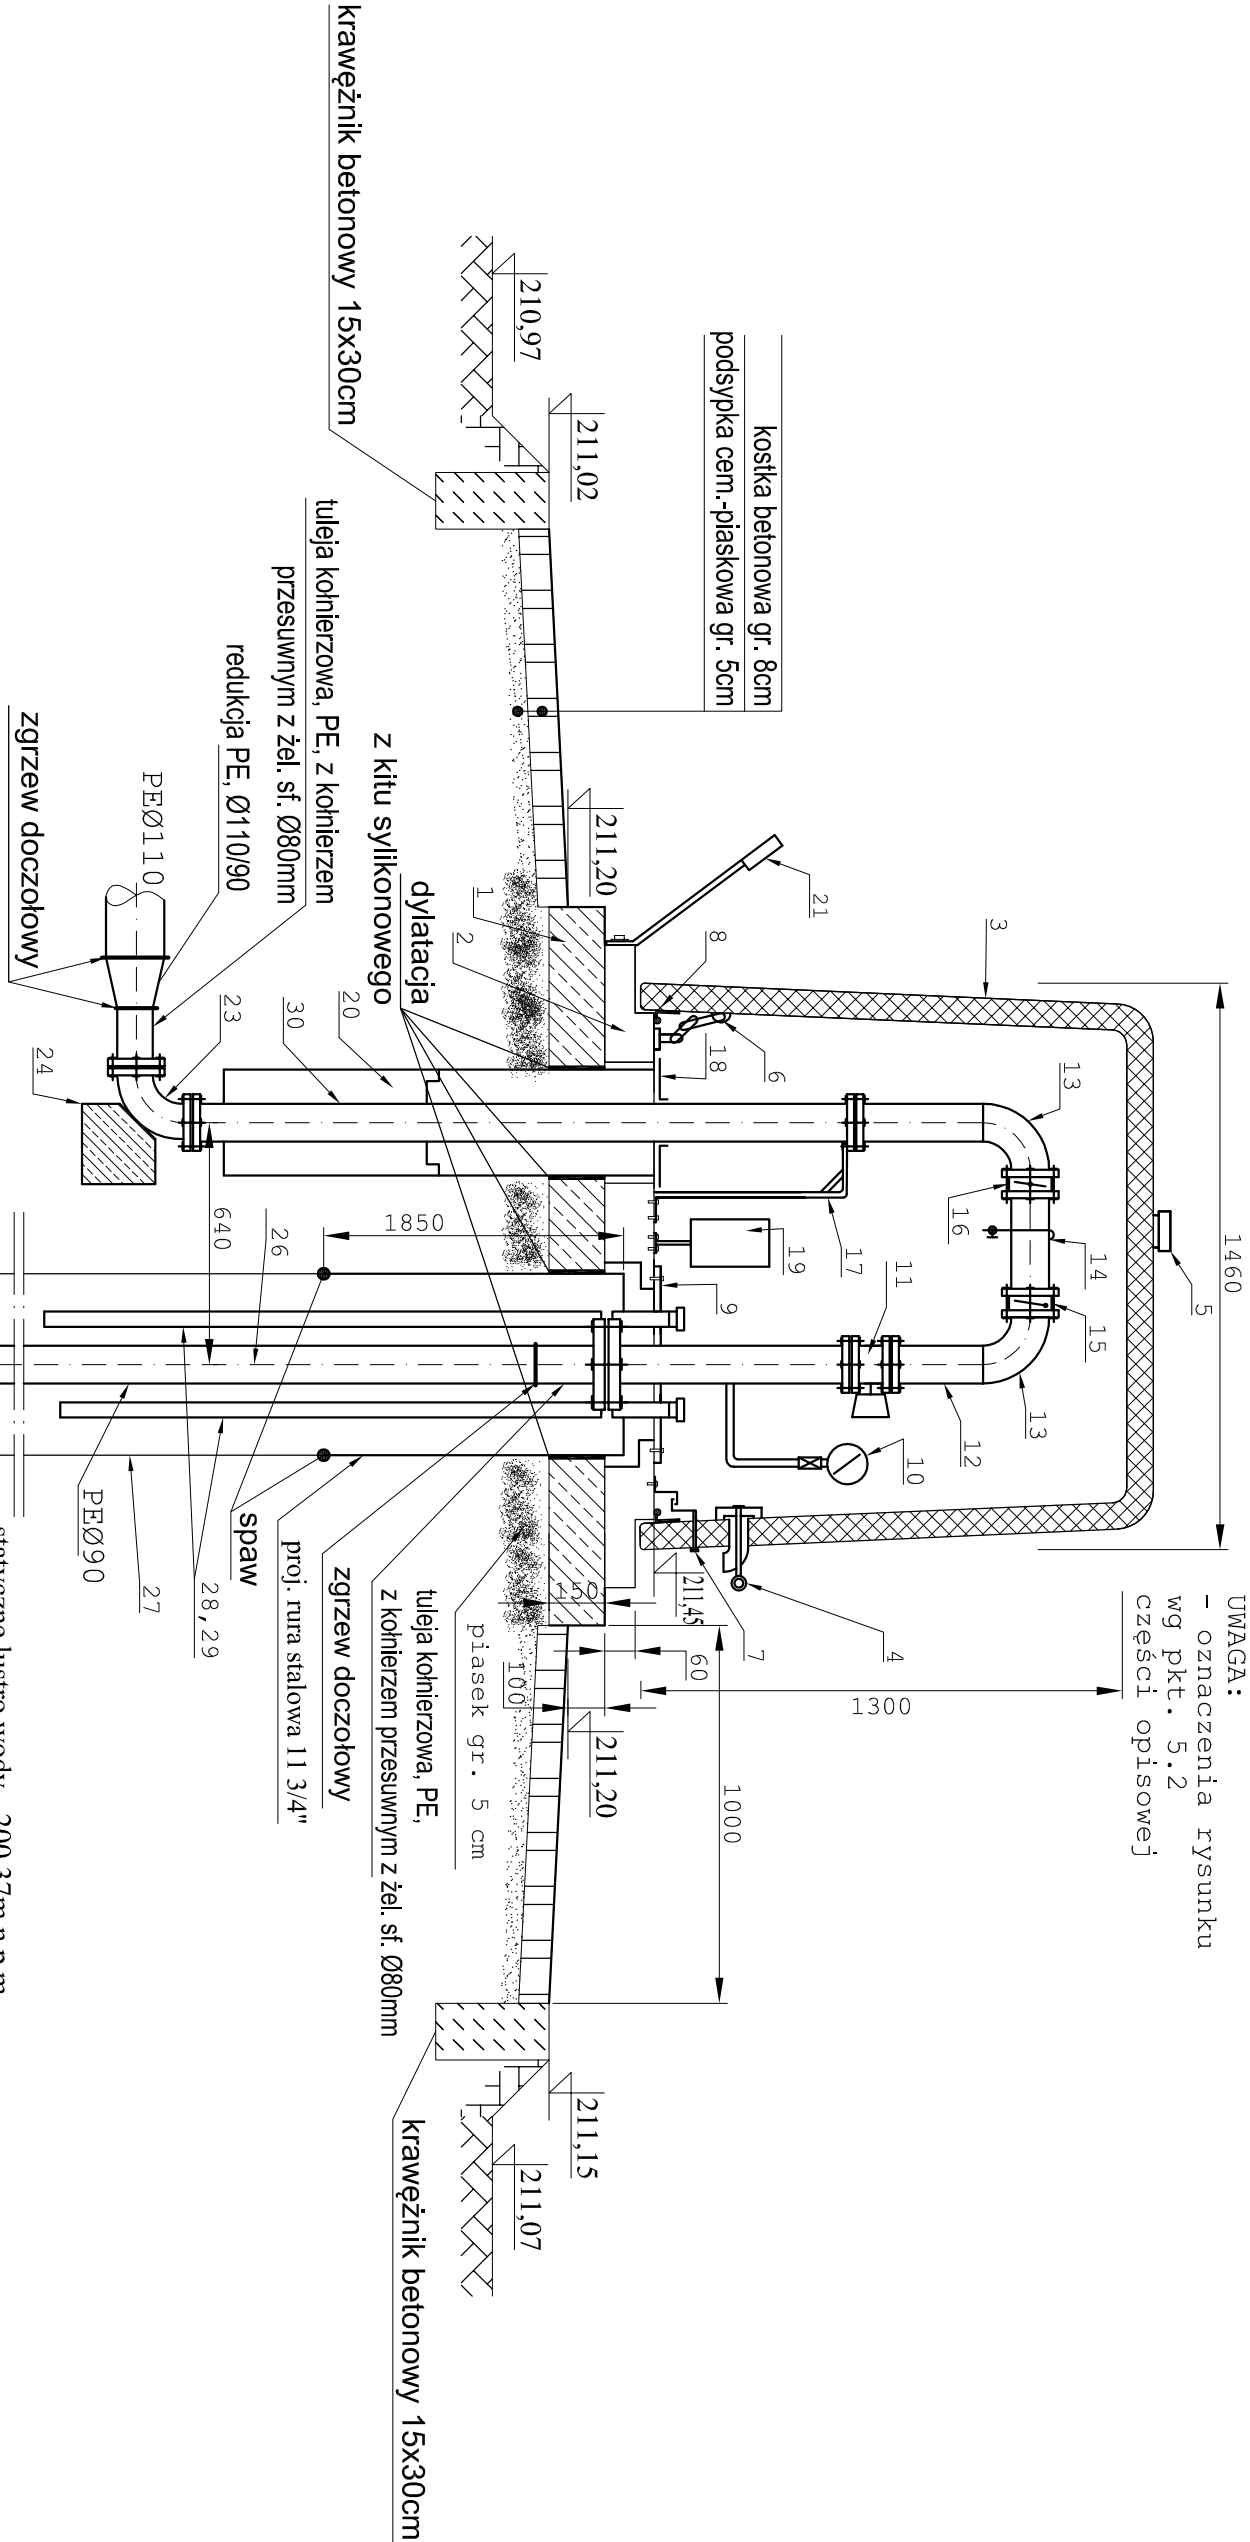 UWAGA:
- oznaczenia rysunku
wg pkt. 5.2
części opisowej
1460
5
3
13
14
15
16
13
12
11
10
17
19
9
18
8
6
21
7
4
1300
1000
60
100
150
211,45
kostka betonowa gr. 8cm
podsypka cem.-piaskowa gr. 5cm
210,97
211,02
211,20
211,20
211,15
211,07
1
2
dylatacja
z kitu sylikonowego
20
30
23
24
1850
640
26
krawężnik betonowy 15x30cm
tuleja kołnierzowa, PE, z kołnierzem
przesuwnym z żel. sf. Ø80mm
redukcja PE, Ø110/90
PEØ110
zgrzew doczołowy
piasek gr. 5 cm
tuleja kołnierzowa, PE,
z kołnierzem przesuwnym z żel. sf. Ø80mm
zgrzew doczołowy
proj. rura stalowa 11 3/4"
spaw
28,29
27
PEØ90
krawężnik betonowy 15x30cm